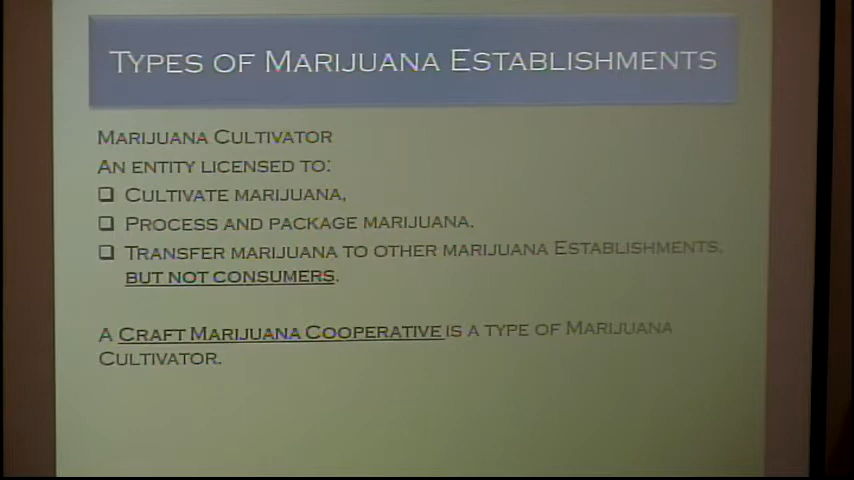 TYPES OF MARIJUANA ESTABLISHMENTS
MARIJUANA CULTIVATOR
AN ENTITY LICENSED TO:
❑ CULTIVATE MARIJUANA,
❑ PROCESS AND PACKAGE MARIJUANA,
❑ TRANSFER MARIJUANA TO OTHER MARIJUANA ESTABLISHMENTS,
BUT NOT CONSUMERS.
A CRAFT MARIJUANA COOPERATIVE IS A TYPE OF MARIJUANA
CULTIVATOR.